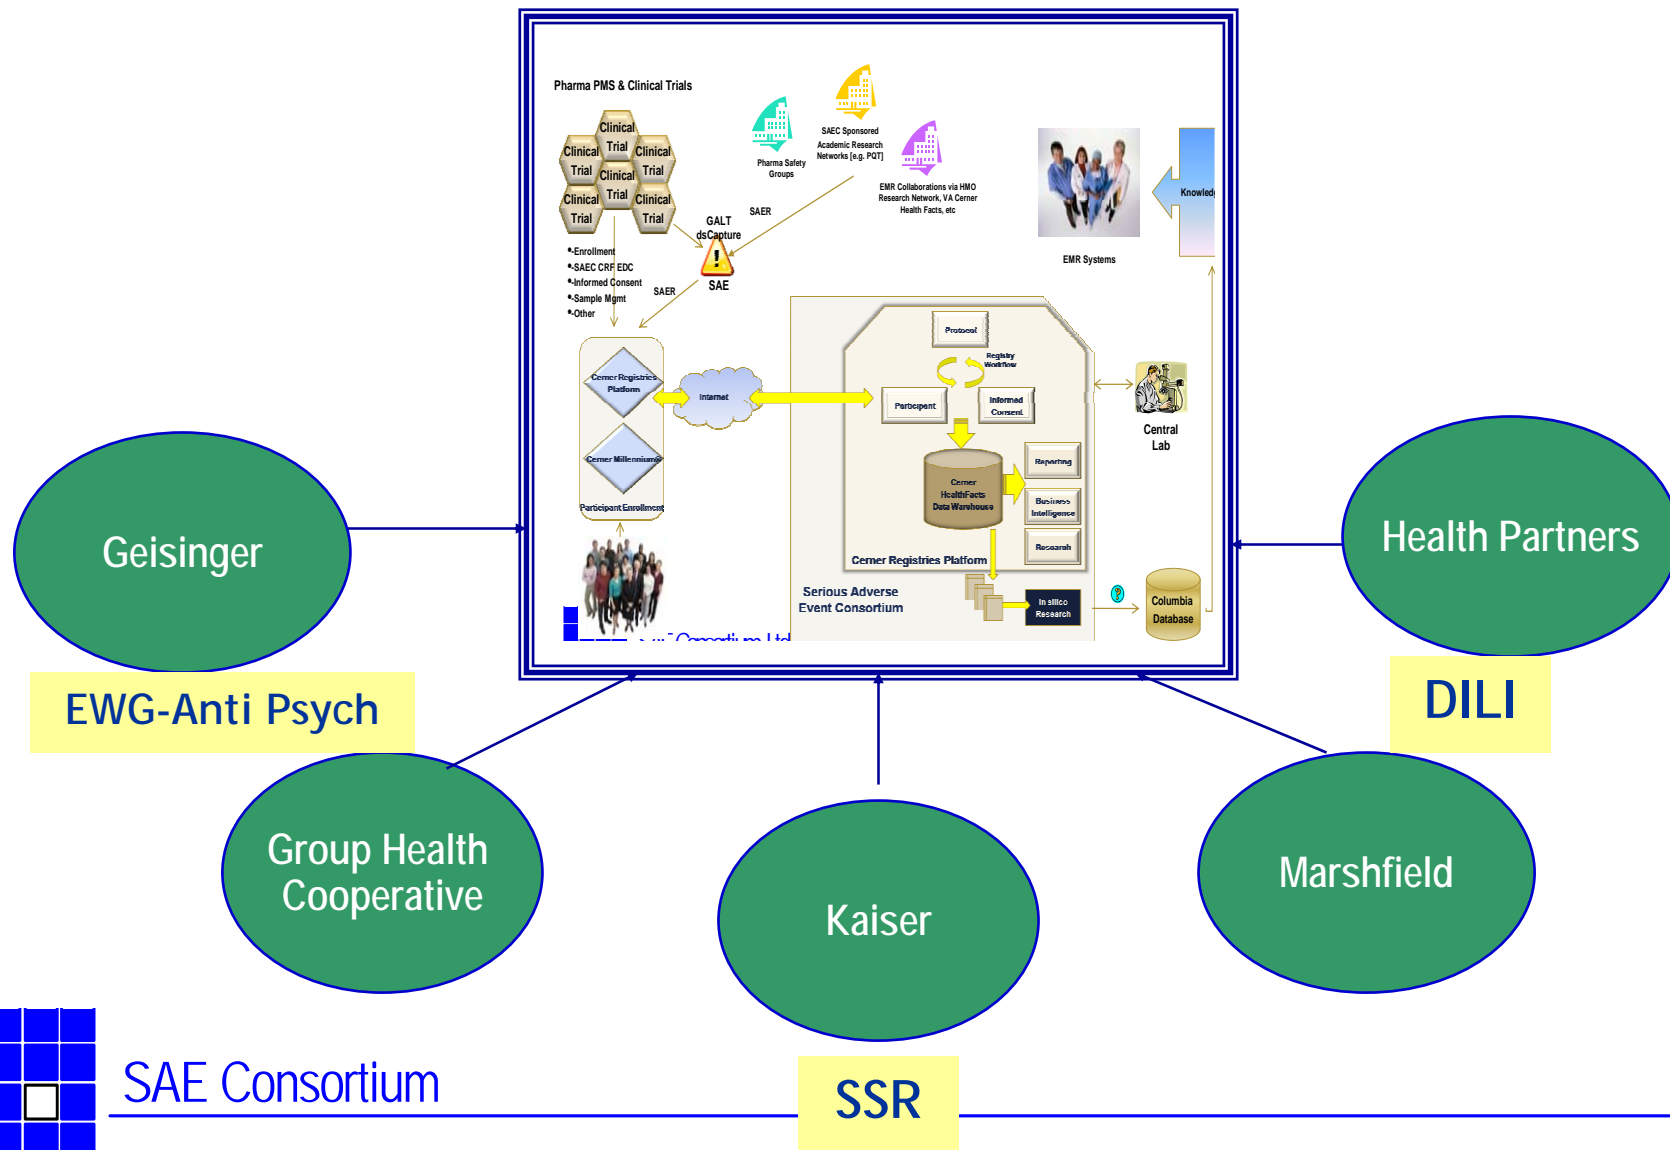 Pharma PMS & Clinical Trials
Clinical
Trial
Clinical
Trial
Clinical
Trial
Clinical
Trial
Clinical
Trial
Clinical
Trial
•-Enrollment
•-SAEC CRF EDC
•-Informed Consent
•-Sample Mgmt
•-Other
Pharma Safety
Groups
SAEC Sponsored
Academic Research
Networks [e.g. PQT]
EMR Collaborations via HMO
Research Network, VA Cerner
Health Facts, etc
SAER
GALT
dsCapture
!
SAE
SAER
EMR Systems
Knowledg
Cerner Registries
Platform
Cerner Millennium®
Participant Enrollment
Internet
Protocol
Registry
Workflow
Participant
Informed
Consent
Cerner
HealthFacts
Data Warehouse
Reporting
Business
Intelligence
Research
Cerner Registries Platform
Serious Adverse
Event Consortium
In silico
Research
Central
Lab
?
Columbia
Database
SAE Consortium Ltd
Geisinger
EWG-Anti Psych
Health Partners
DILI
Group Health
Cooperative
Kaiser
SSR
Marshfield
SAE Consortium